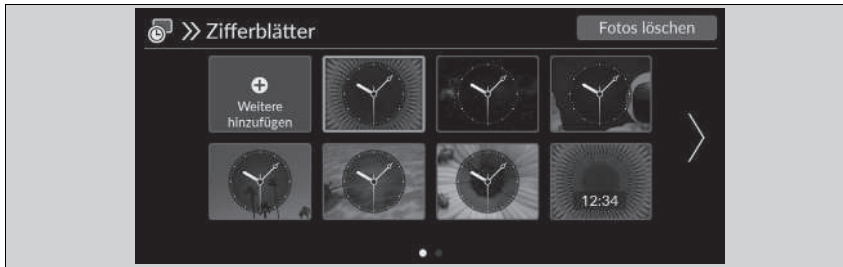 Zifferblätter
Fotos löschen
Weitere
hinzufügen
12:34